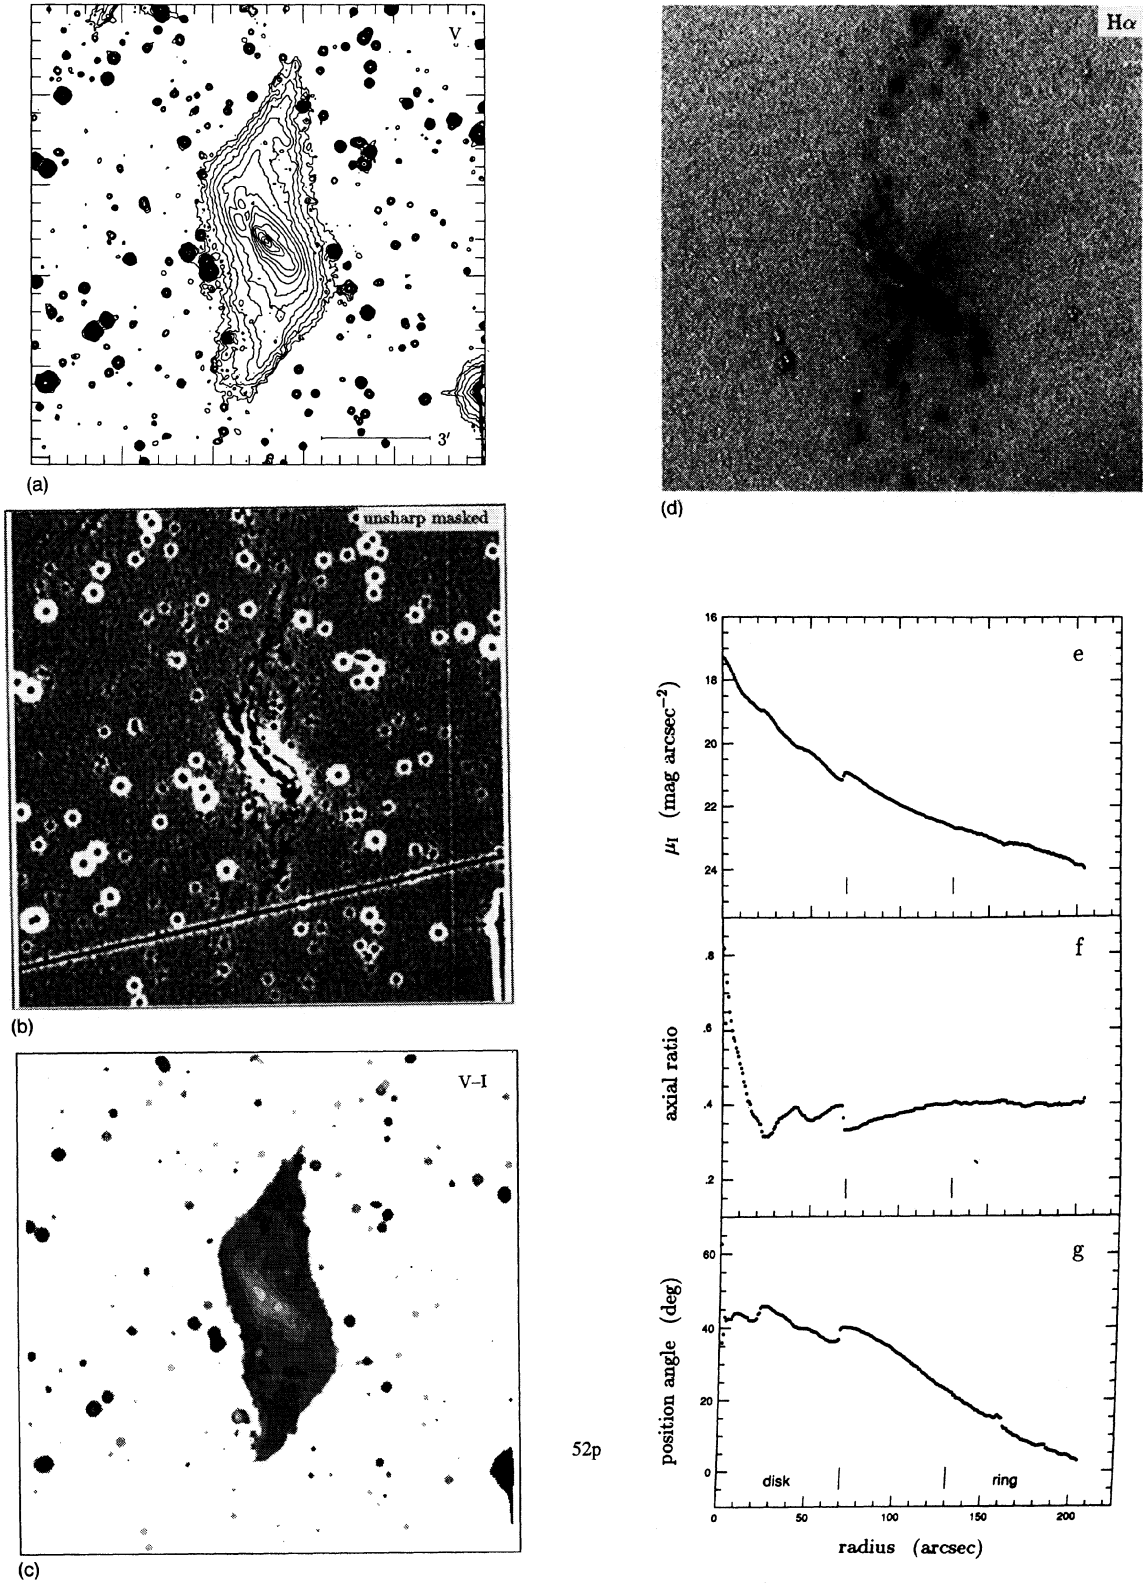 V
3′
(a)
Hα
(d)
unsharp masked
(b)
V–I
(c)
52p
e
16
18
20
22
24
μI (mag arcsec−2)
f
.8
.6
.4
.2
axial ratio
g
60
40
20
0
position angle (deg)
disk
ring
0
50
100
150
200
radius (arcsec)